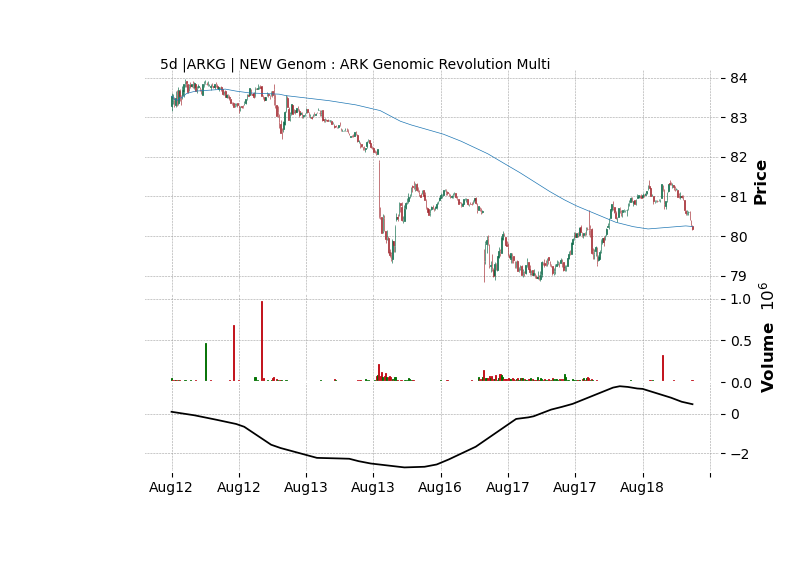 5d |ARKG | NEW Genom : ARK Genomic Revolution Multi
84
83
82
81
80
79
Price
1.0
0.5
0.0
Volume 10^6
0
−2
Aug12 Aug12 Aug13 Aug13 Aug16 Aug17 Aug17 Aug18